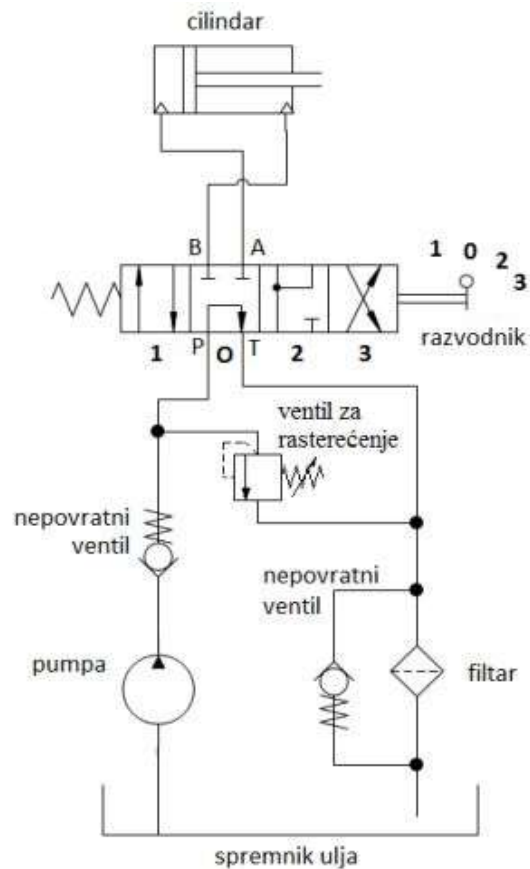 cilindar
B A
1 0 2 3
razvodnik
1 P 0 T 2 3
ventil za
rasterećenje
nepovratni
ventil
nepovratni
ventil
pumpa
filtar
spremnik ulja